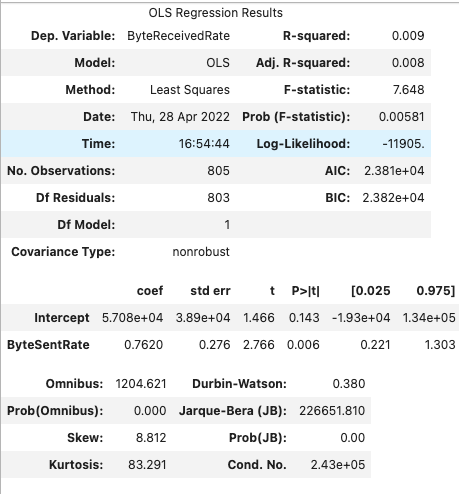 OLS Regression Results
Dep. Variable: ByteReceivedRate R-squared: 0.009
Model: OLS Adj. R-squared: 0.008
Method: Least Squares F-statistic: 7.648
Date: Thu, 28 Apr 2022 Prob (F-statistic): 0.00581
Time: 16:54:44 Log-Likelihood: -11905.
No. Observations: 805 AIC: 2.381e+04
Df Residuals: 803 BIC: 2.382e+04
Df Model: 1
Covariance Type: nonrobust
coef std err t P>|t| [0.025 0.975]
Intercept 5.708e+04 3.89e+04 1.466 0.143 -1.93e+04 1.34e+05
ByteSentRate 0.7620 0.276 2.766 0.006 0.221 1.303
Omnibus: 1204.621 Durbin-Watson: 0.380
Prob(Omnibus): 0.000 Jarque-Bera (JB): 226651.810
Skew: 8.812 Prob(JB): 0.00
Kurtosis: 83.291 Cond. No. 2.43e+05